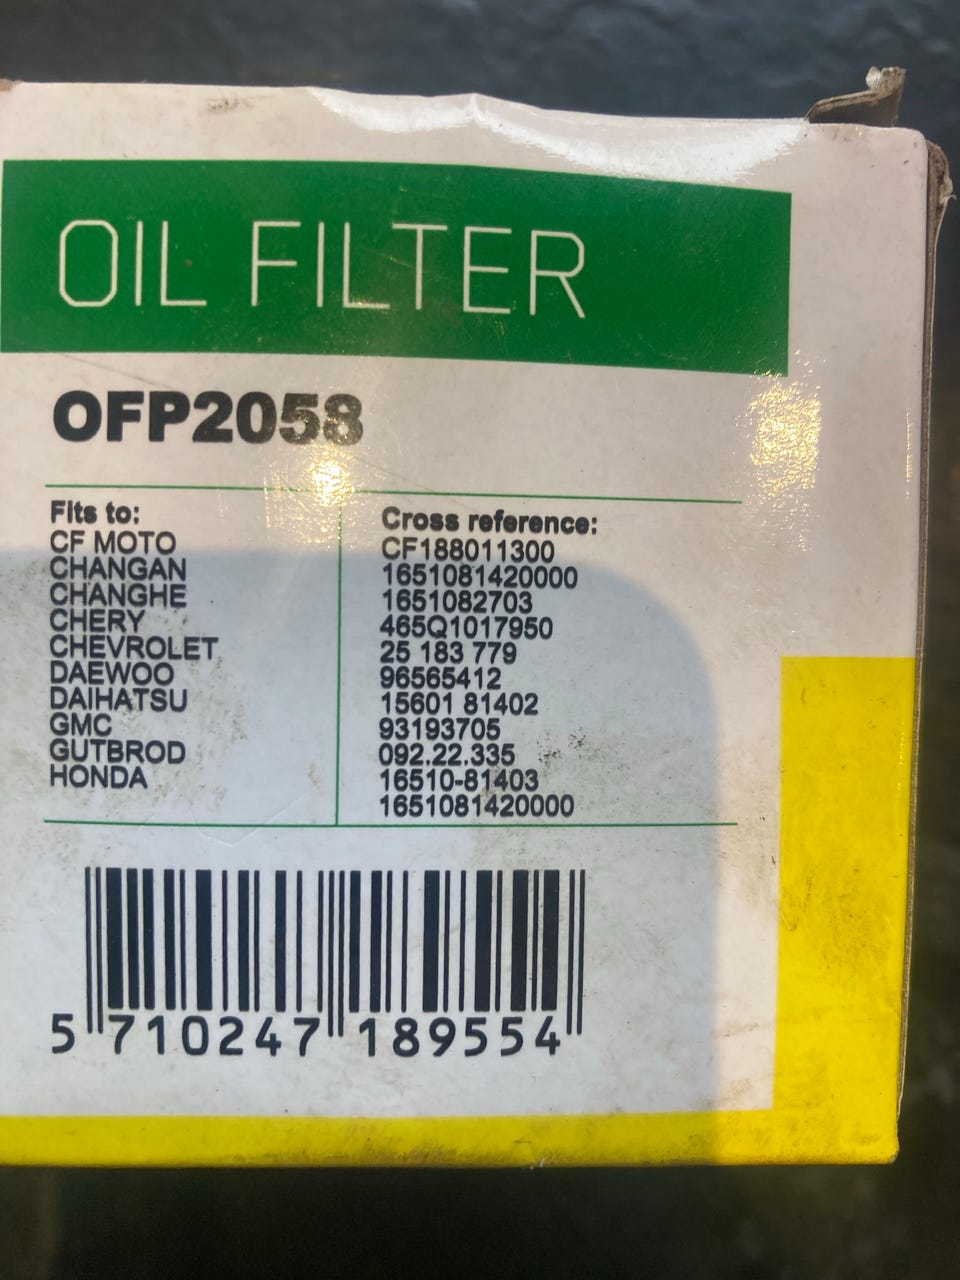 OIL FILTER
OFP2058
Fits to:
CF MOTO
CHANGAN
CHANGHE
CHERY
CHEVROLET
DAEWOO
DAIHATSU
GMC
GUTBROD
HONDA
Cross reference:
CF188011300
1651081420000
1651082703
465Q1017950
25 183 779
96565412
15601 81402
93193705
092.22.335
16510-81403
1651081420000
5 710247 189554